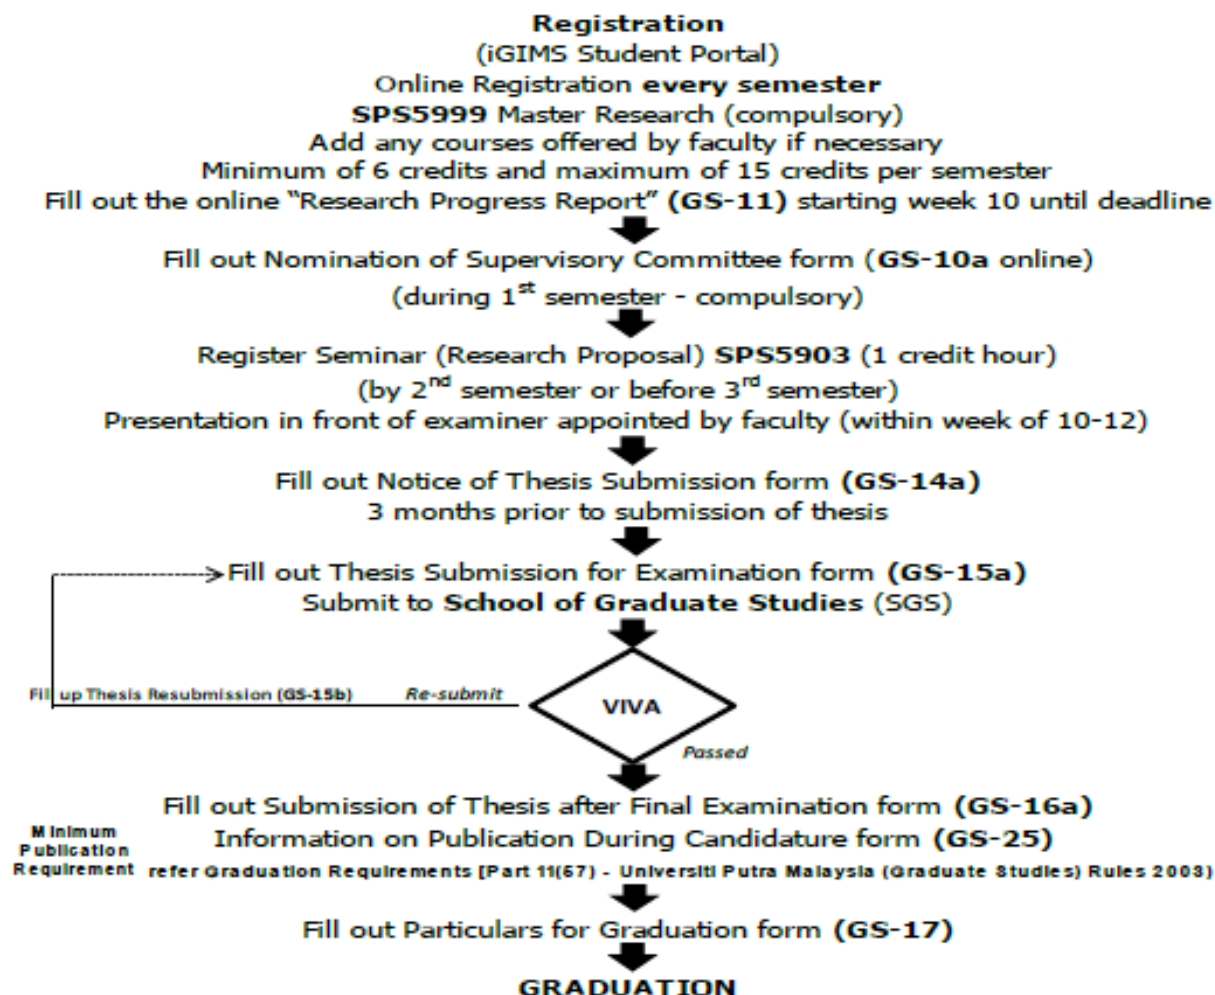 Registration
(iGIMS Student Portal)
Online Registration every semester
SPS5999 Master Research (compulsory)
Add any courses offered by faculty if necessary
Minimum of 6 credits and maximum of 15 credits per semester
Fill out the online “Research Progress Report” (GS-11) starting week 10 until deadline
Fill out Nomination of Supervisory Committee form (GS-10a online)
(during 1st semester - compulsory)
Register Seminar (Research Proposal) SPS5903 (1 credit hour)
(by 2nd semester or before 3rd semester)
Presentation in front of examiner appointed by faculty (within week of 10-12)
Fill out Notice of Thesis Submission form (GS-14a)
3 months prior to submission of thesis
Fill out Thesis Submission for Examination form (GS-15a)
Submit to School of Graduate Studies (SGS)
Fill up Thesis Resubmission (GS-15b)
Re-submit
VIVA
Passed
Fill out Submission of Thesis after Final Examination form (GS-16a)
Information on Publication During Candidature form (GS-25)
Minimum
Publication
Requirement
refer Graduation Requirements [Part 11(67) - Universiti Putra Malaysia (Graduate Studies) Rules 2003)
Fill out Particulars for Graduation form (GS-17)
GRADUATION